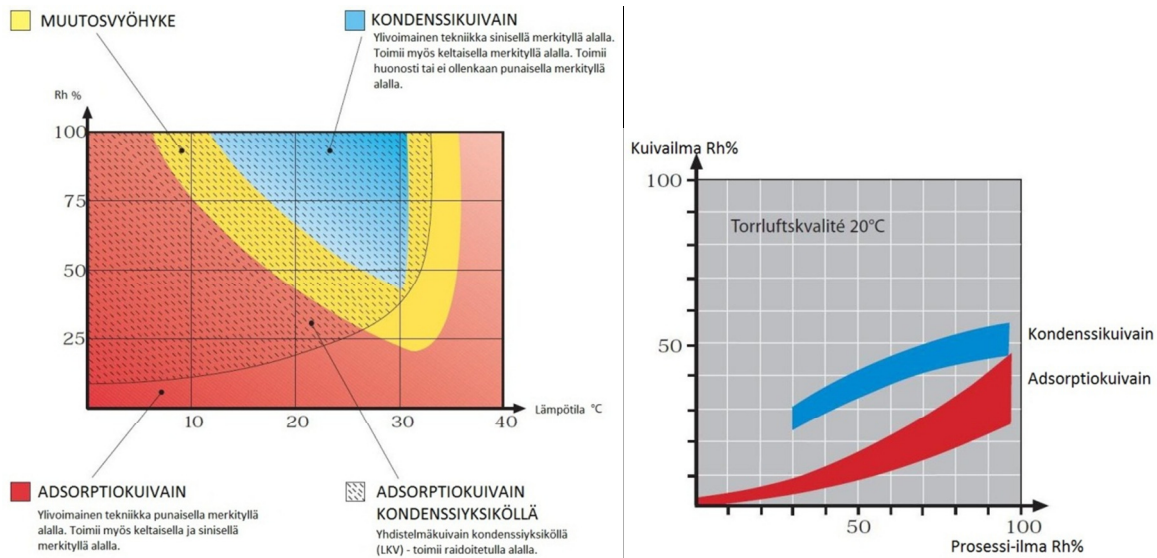 MUUTOSVYÖHYKE
KONDENSSIKUIVAIN
Ylivoimainen tekniikka sinisellä merkityllä alalla.
Toimii myös keltaisella merkityllä alalla. Toimii
huonosti tai ei ollenkaan punaisella merkityllä
alalla.
Rh %
100
75
50
25
10
20
30
40
Lämpötila °C
ADSORPTIOKUIVAIN
Ylivoimainen tekniikka punaisella merkityllä
alalla. Toimii myös keltaisella ja sinisellä
merkityllä alalla.
ADSORPTIOKUIVAIN
KONDENSSIYKSIKÖLLÄ
Yhdistelmäkuivain kondenssiyksiköllä
(LKV) - toimii raidoitetulla alalla.
Kuivailma Rh%
100
Torrluftskvalité 20°C
50
Kondenssikuivain
Adsorptiokuivain
50
100
Prosessi-ilma Rh%